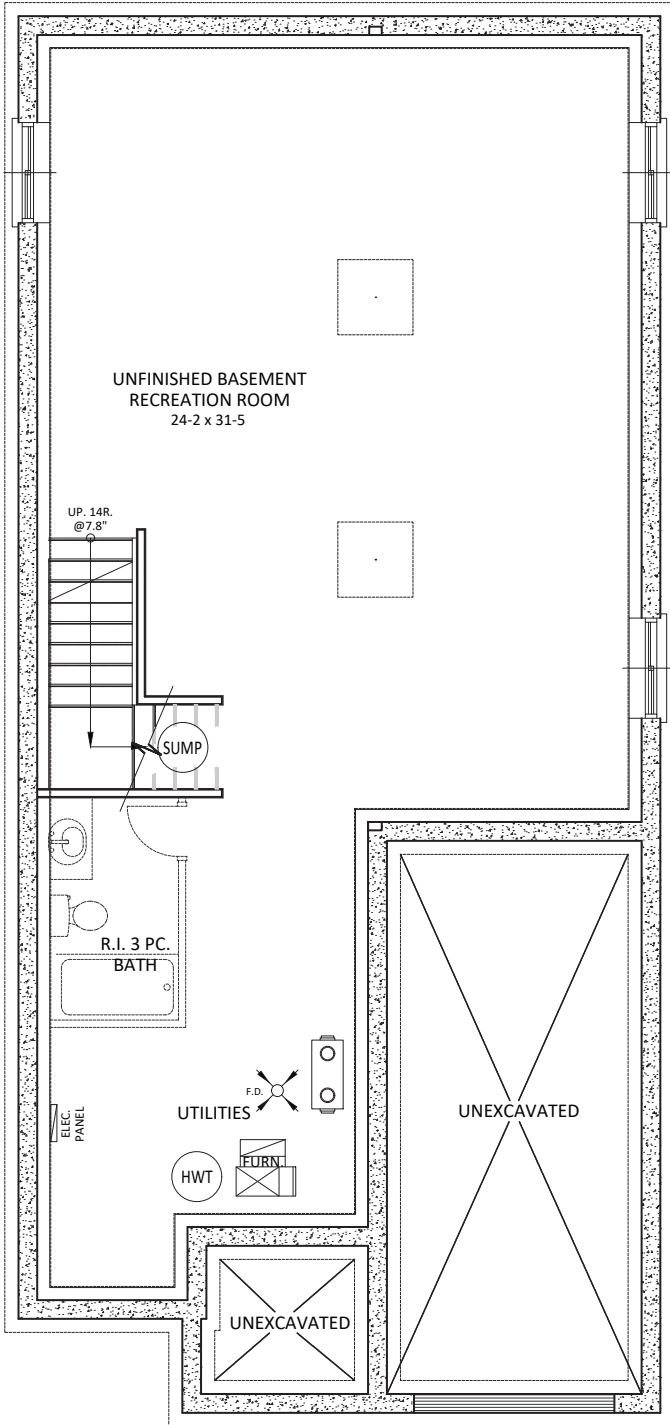 UNFINISHED BASEMENT
RECREATION ROOM
24-2 x 31-5
UP. 14R.
@7.8"
SUMP
R.I. 3 PC.
BATH
F.D.
UTILITIES
ELEC.
PANEL
FURN.
HWT
UNEXCAVATED
UNEXCAVATED